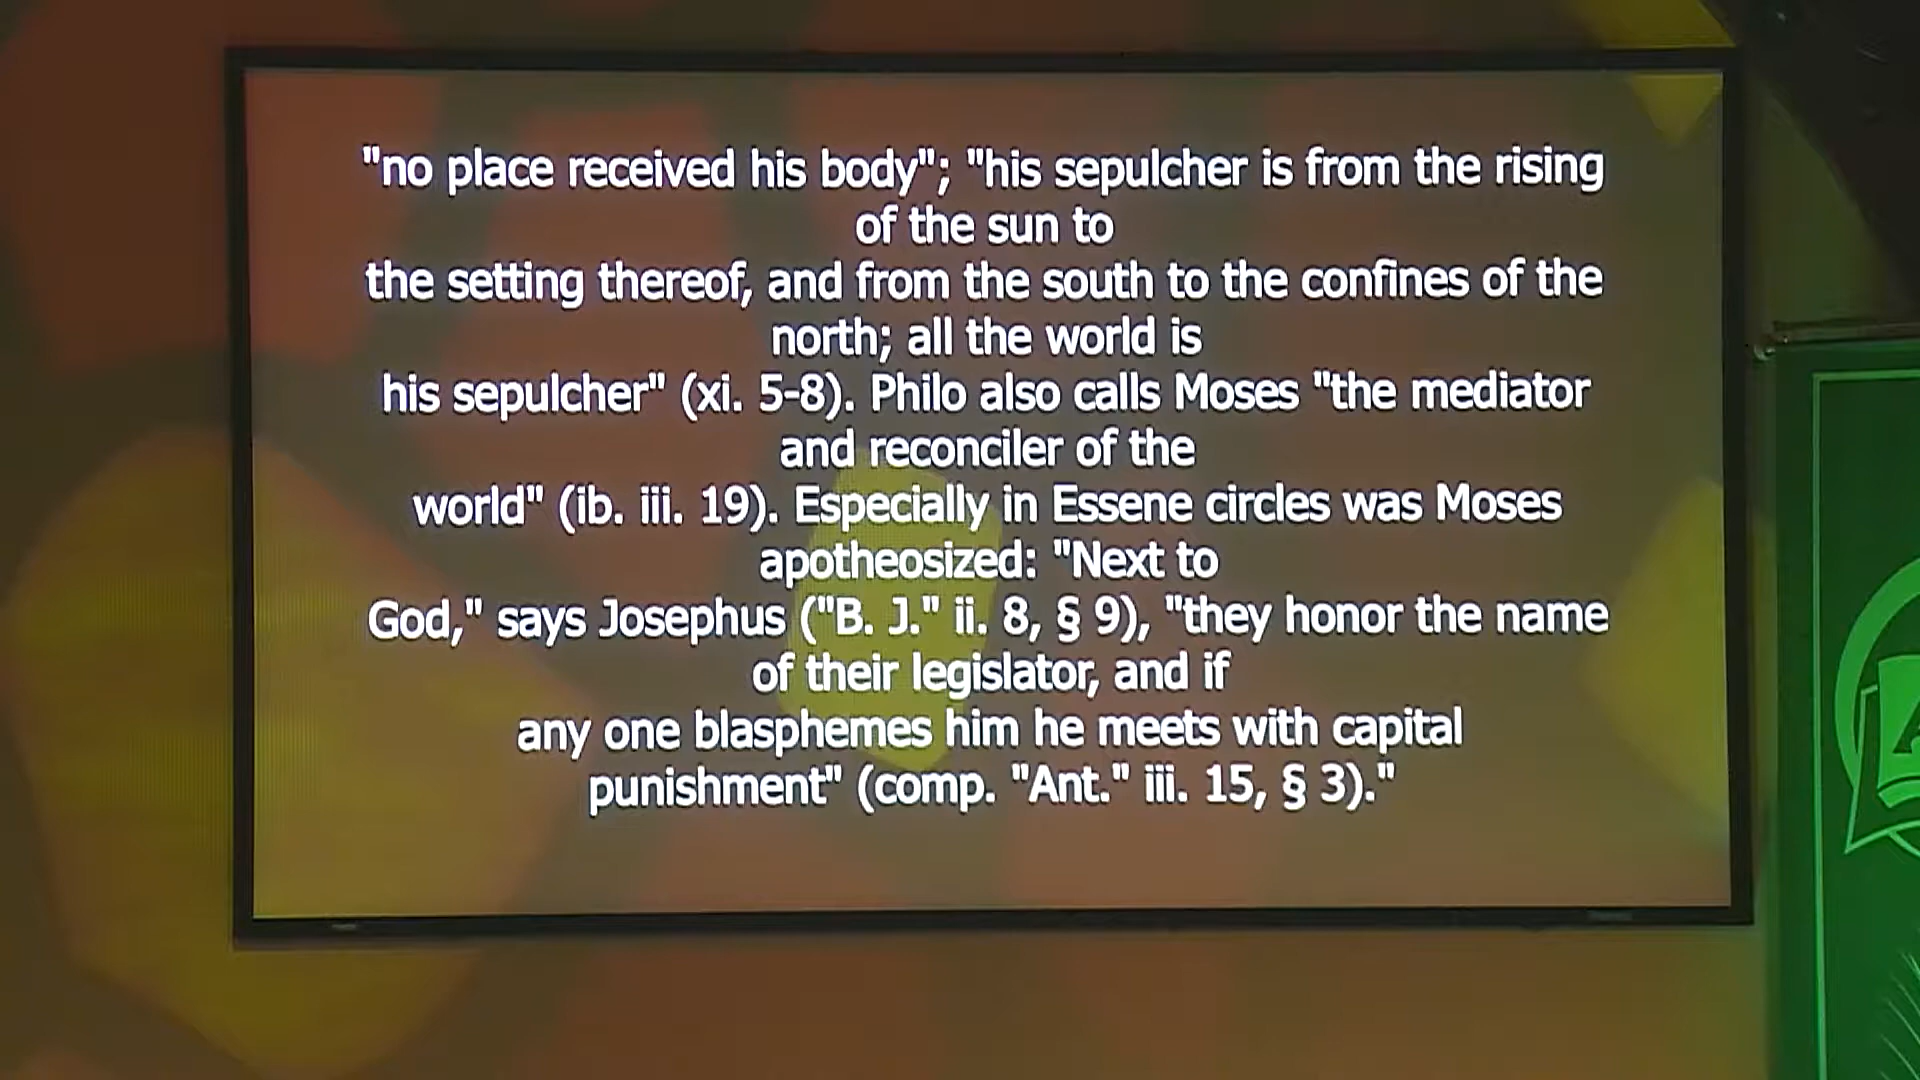 "no place received his body"; "his sepulcher is from the rising
of the sun to
the setting thereof, and from the south to the confines of the
north; all the world is
his sepulcher" (xi. 5-8). Philo also calls Moses "the mediator
and reconciler of the
world" (ib. iii. 19). Especially in Essene circles was Moses
apotheosized: "Next to
God," says Josephus ("B. J." ii. 8, § 9), "they honor the name
of their legislator, and if
any one blasphemes him he meets with capital
punishment" (comp. "Ant." iii. 15, § 3)."